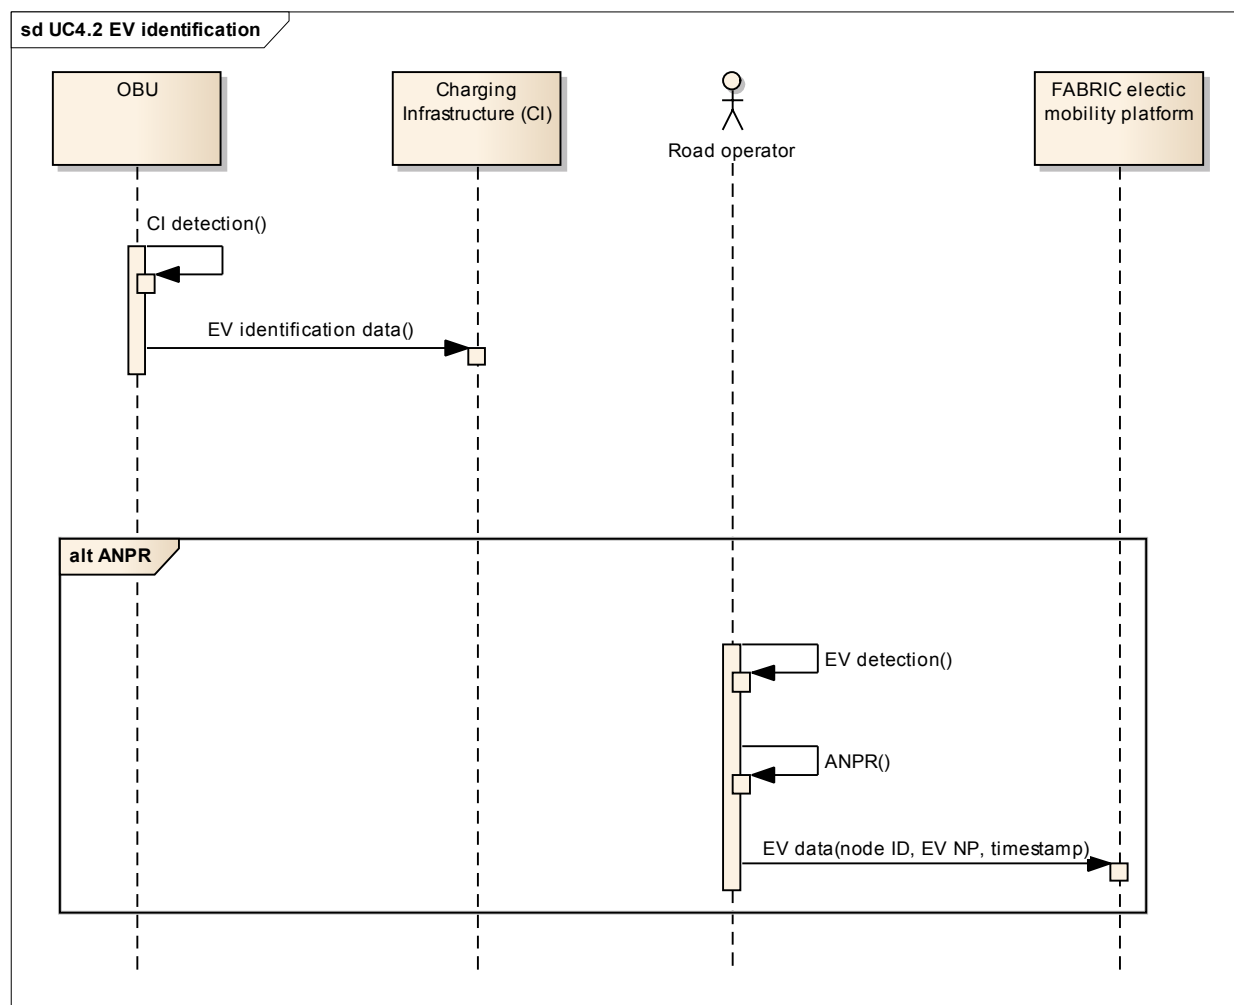 sd UC4.2 EV identification
OBU
Charging
Infrastructure (CI)
Road operator
FABRIC electic
mobility platform
CI detection()
EV identification data()
alt ANPR
EV detection()
ANPR()
EV data(node ID, EV NP, timestamp)